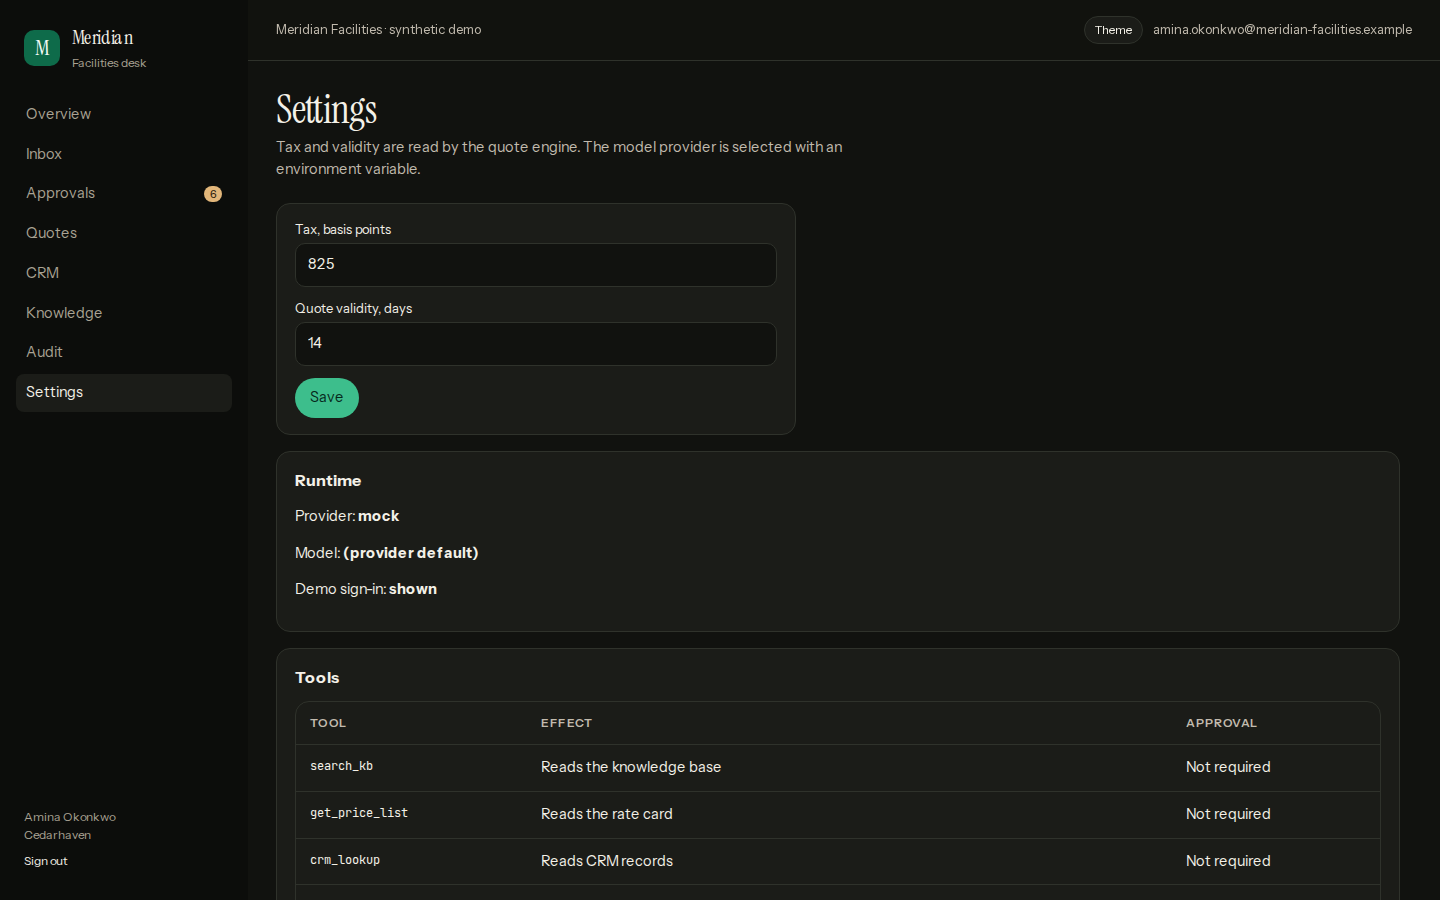 M
Meridian
Facilities desk
Overview
Inbox
Approvals 6
Quotes
CRM
Knowledge
Audit
Settings
Amina Okonkwo
Cedarhaven
Sign out
Meridian Facilities · synthetic demo
Theme amina.okonkwo@meridian-facilities.example
Settings
Tax and validity are read by the quote engine. The model provider is selected with an
environment variable.
Tax, basis points
825
Quote validity, days
14
Save
Runtime
Provider: mock
Model: (provider default)
Demo sign-in: shown
Tools
TOOL EFFECT APPROVAL
search_kb Reads the knowledge base Not required
get_price_list Reads the rate card Not required
crm_lookup Reads CRM records Not required